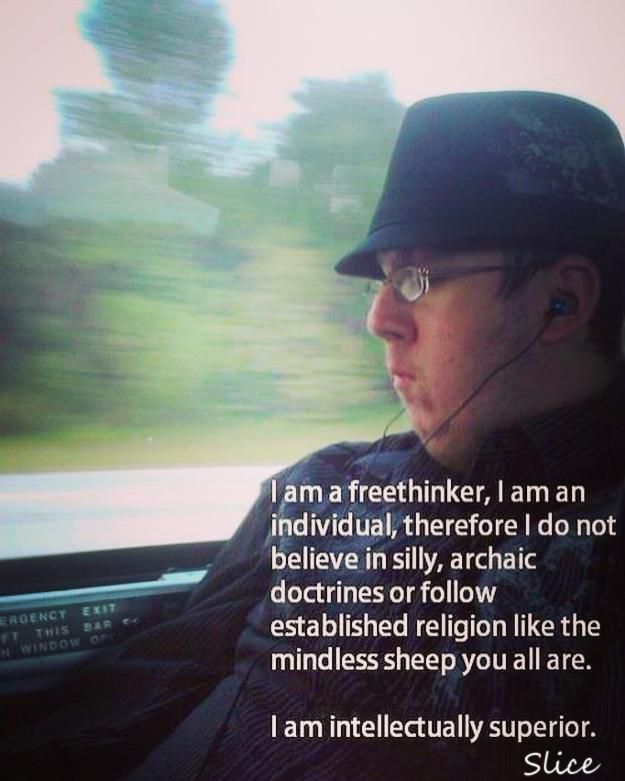 I am a freethinker, I am an
individual, therefore I do not
believe in silly, archaic
doctrines or follow
established religion like the
mindless sheep you all are.
I am intellectually superior.
Slice
ERGENCY EXIT
FT THIS BAR
H WINDOW